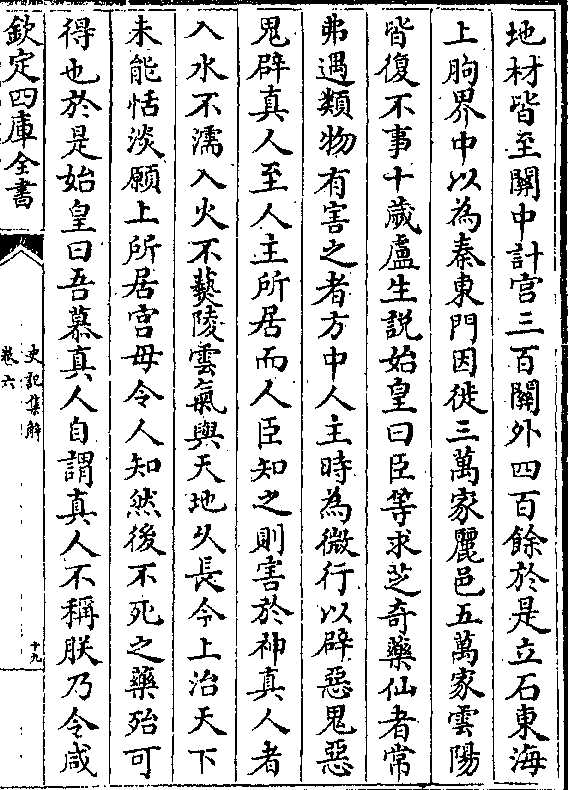 地材皆至關中計宫三百關外四百餘於是立石東海
上朐界中以為秦東門因徙三萬家麗邑五萬家雲陽
皆復不事十歲盧生說始皇曰臣等求芝奇藥仙者常
弗遇類物有害之者方中人主時為微行以辟惡鬼惡
鬼辟真人至人主所居而人臣知之則害於神真人者
入水不濡入火不爇陵雲氣與天地乆長今上治天下
未能恬淡願上所居宫毋令人知然後不死之藥殆可
得也於是始皇曰吾慕真人自謂真人不稱朕乃令咸
欽定四庫全書
史記集解
卷六
十九